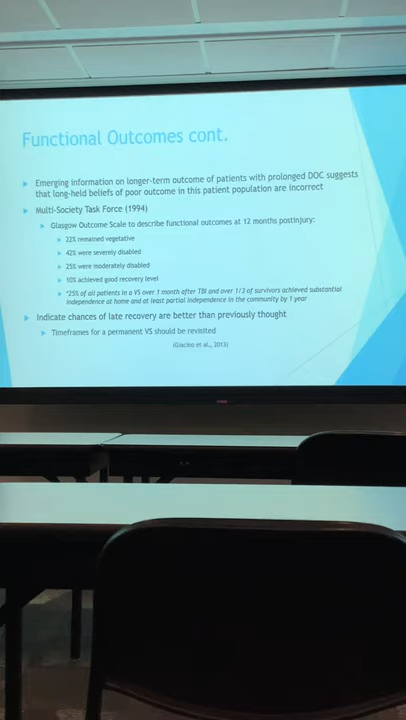 Functional Outcomes cont.
Emerging information on longer-term outcome of patients with prolonged DOC suggests
that long-held beliefs of poor outcome in this patient population are incorrect
Multi-Society Task Force (1994)
Glasgow Outcome Scale to describe functional outcomes at 12 months postinjury:
22% remained vegetative
42% were severely disabled
25% were moderately disabled
10% achieved good recovery level
*25% of all patients in a VS over 1 month after TBI and over 1/3 of survivors achieved substantial
independence at home and at least partial independence in the community by 1 year
Indicate chances of late recovery are better than previously thought
Timeframes for a permanent VS should be revisited
(Giacino et al., 2013)